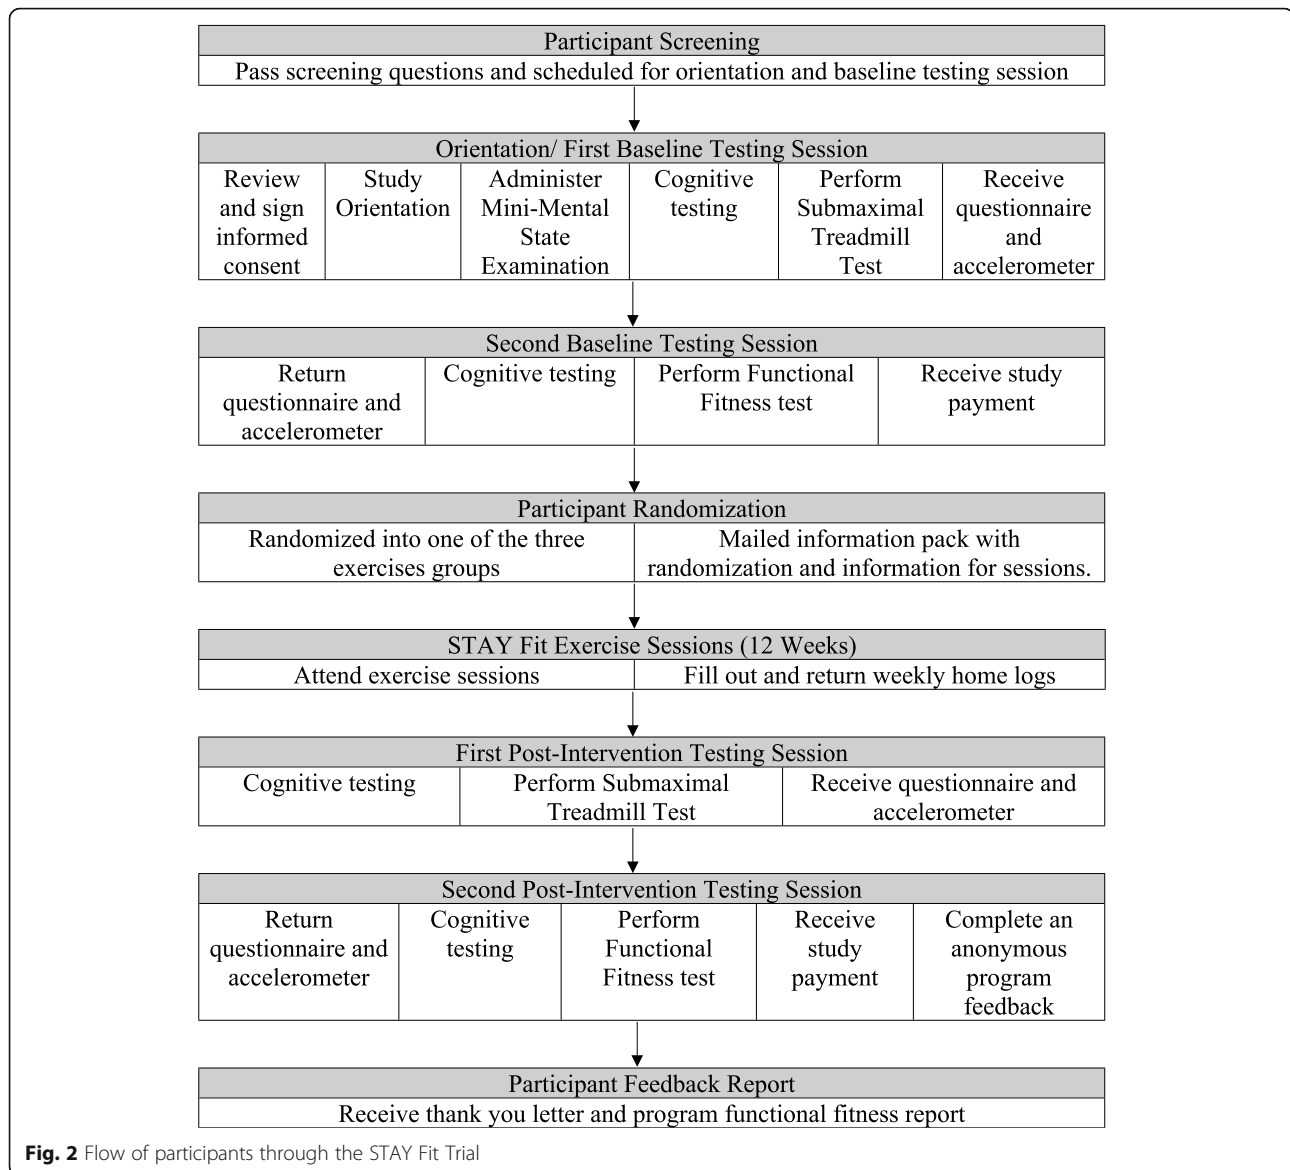 Participant Screening
Pass screening questions and scheduled for orientation and baseline testing session
Orientation/ First Baseline Testing Session
Review
and sign
informed
consent
Study
Orientation
Administer
Mini-Mental
State
Examination
Cognitive
testing
Perform
Submaximal
Treadmill
Test
Receive
questionnaire
and
accelerometer
Second Baseline Testing Session
Return
questionnaire and
accelerometer
Cognitive testing
Perform Functional
Fitness test
Receive study
payment
Participant Randomization
Randomized into one of the three
exercises groups
Mailed information pack with
randomization and information for sessions.
STAY Fit Exercise Sessions (12 Weeks)
Attend exercise sessions
Fill out and return weekly home logs
First Post-Intervention Testing Session
Cognitive testing
Perform Submaximal
Treadmill Test
Receive questionnaire and
accelerometer
Second Post-Intervention Testing Session
Return
questionnaire and
accelerometer
Cognitive
testing
Perform
Functional
Fitness test
Receive
study
payment
Complete an
anonymous
program
feedback
Participant Feedback Report
Receive thank you letter and program functional fitness report
Fig. 2 Flow of participants through the STAY Fit Trial